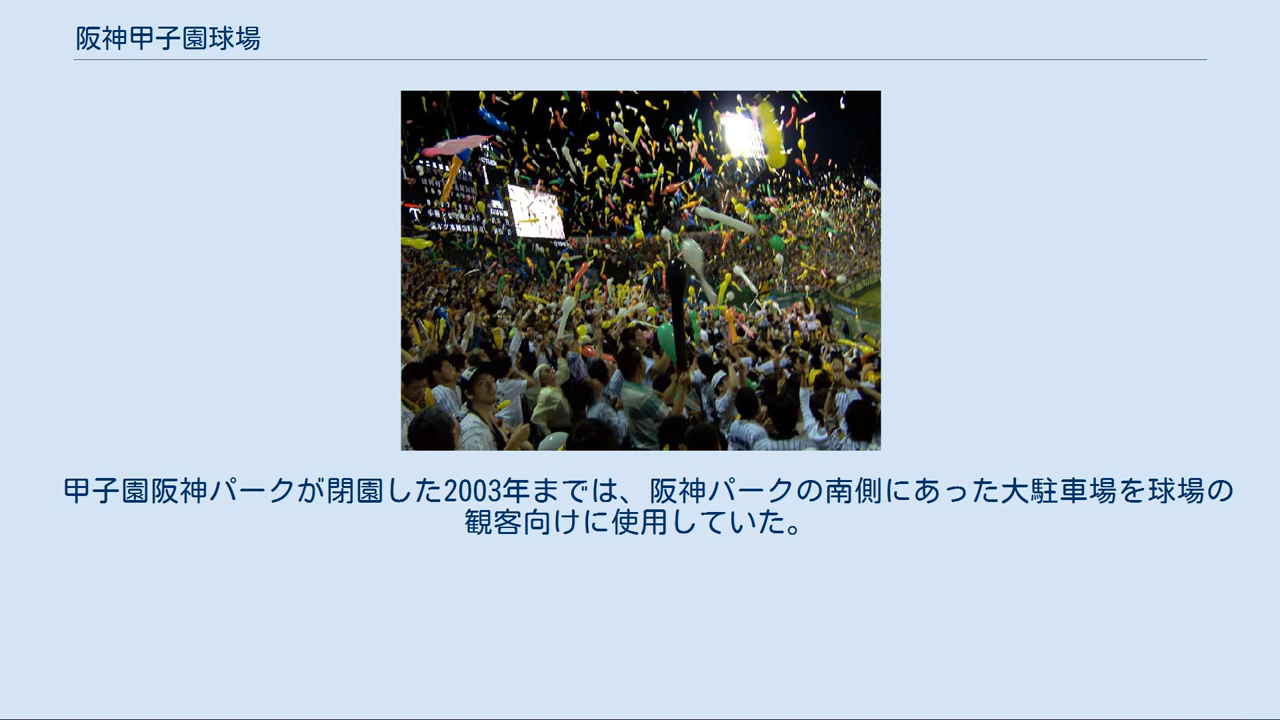 阪神甲子園球場
甲子園阪神パークが閉園した2003年までは、阪神パークの南側にあった大駐車場を球場の
観客向けに使用していた。